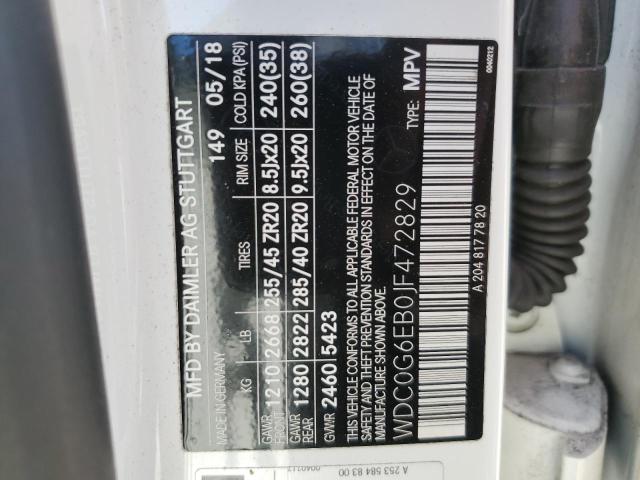 MFD BY DAIMLER AG STUTTGART
MADE IN GERMANY 149 05/18
KG LB TIRES RIM SIZE COLD KPA (PSI)
GAWR FRONT 1210 2668 255/45 ZR20 8.5Jx20 240(35)
GAWR REAR 1280 2822 285/40 ZR20 9.5Jx20 260(38)
GVWR 2460 5423
THIS VEHICLE CONFORMS TO ALL APPLICABLE FEDERAL MOTOR VEHICLE
SAFETY AND THEFT PREVENTION STANDARDS IN EFFECT ON THE DATE OF
MANUFACTURE SHOWN ABOVE.
WDC0G6EB0JF472829 TYPE: MPV
A 204 817 78 20 0040212
A 253 584 83 00